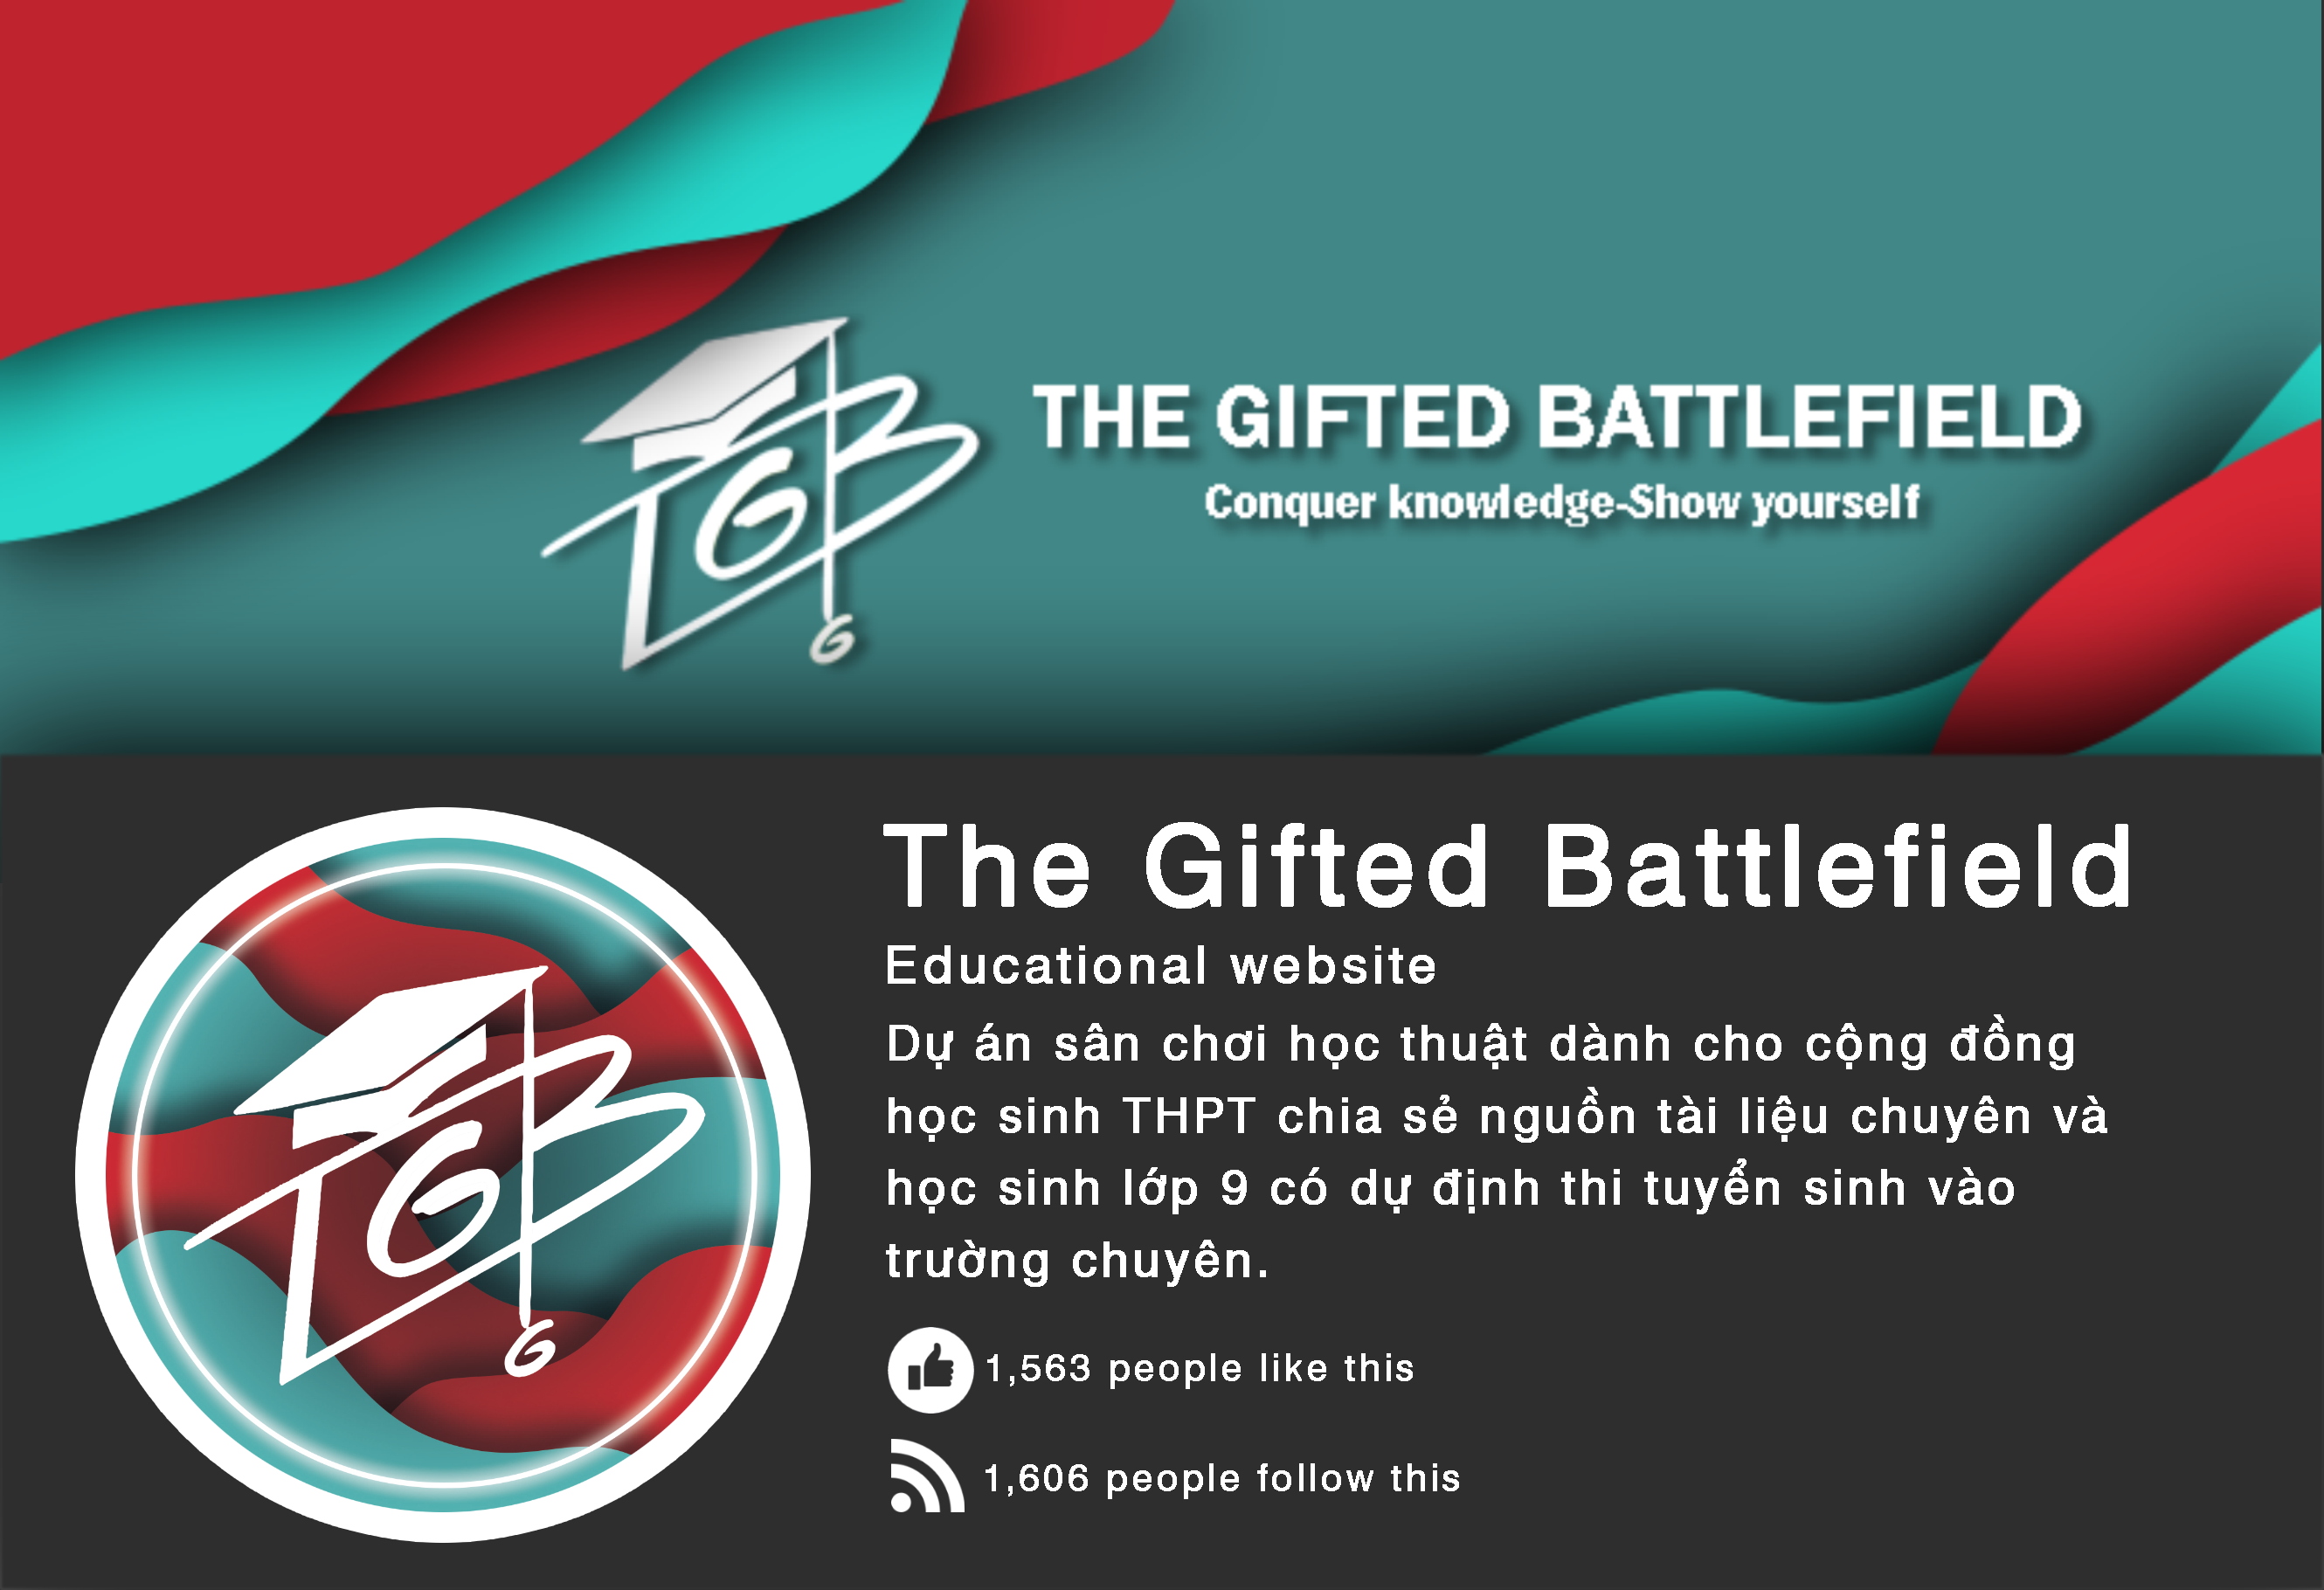 TGB
G
THE GIFTED BATTLEFIELD
Conquer knowledge-Show yourself
TGB
G
The Gifted Battlefield
Educational website
Dự án sân chơi học thuật dành cho cộng đồng
học sinh THPT chia sẻ nguồn tài liệu chuyên và
học sinh lớp 9 có dự định thi tuyển sinh vào
trường chuyên.
1,563 people like this
1,606 people follow this